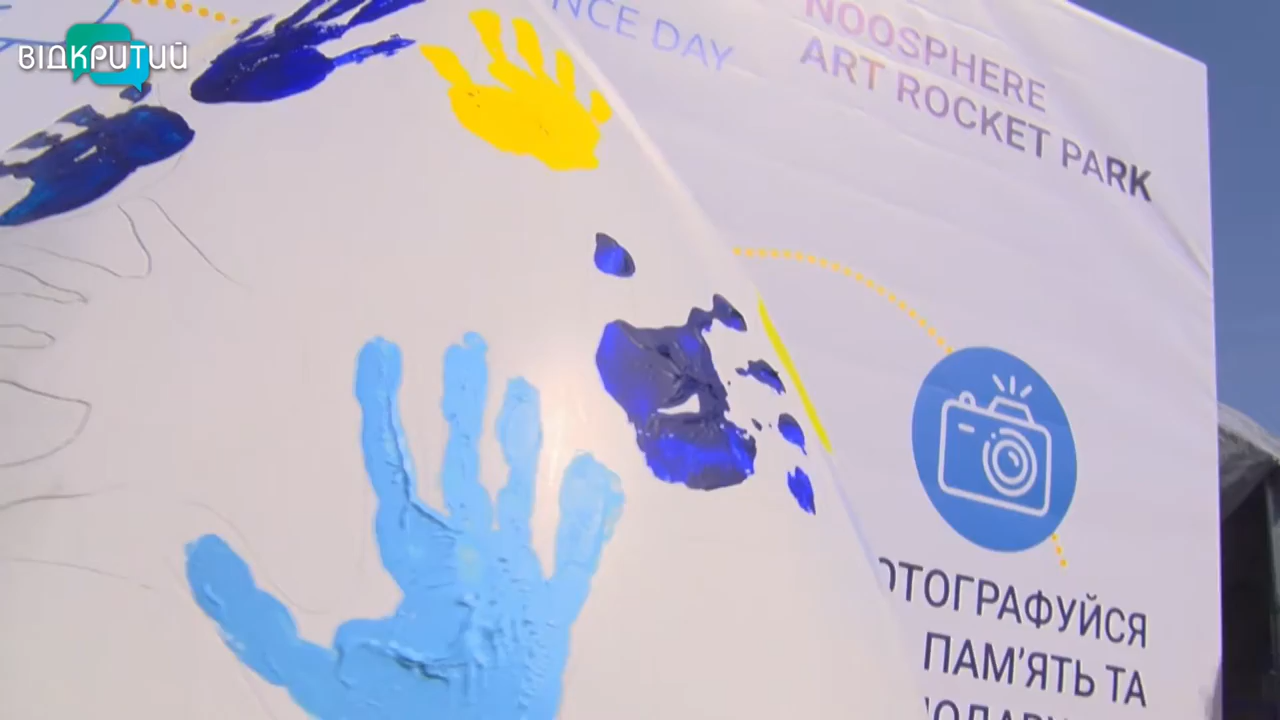 ВІДКРИТИЙ
NCE DAY
NOOSPHERE
ART ROCKET PARK
ОТОГРАФУЙСЯ
ПАМ'ЯТЬ ТА